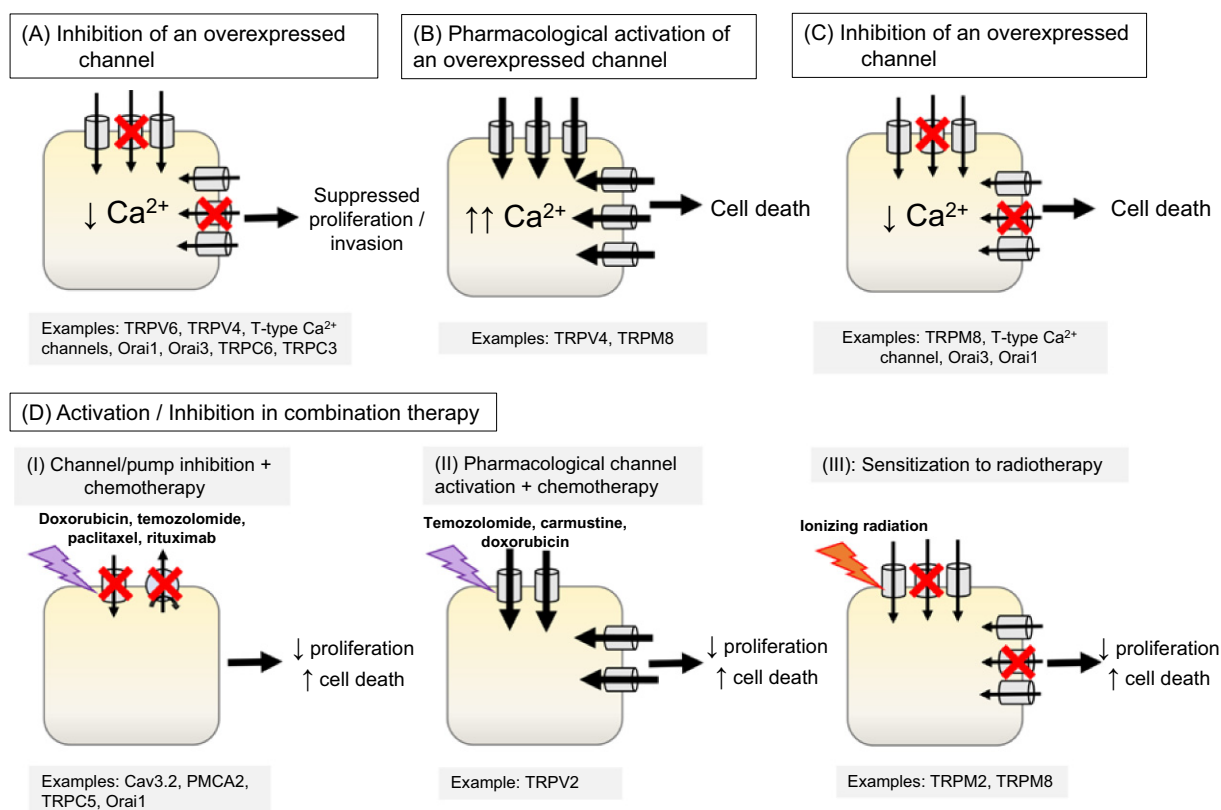 (A) Inhibition of an overexpressed
channel
↓ Ca²⁺
Suppressed
proliferation /
invasion
Examples: TRPV6, TRPV4, T-type Ca²⁺
channels, Orai1, Orai3, TRPC6, TRPC3
(B) Pharmacological activation of
an overexpressed channel
↑↑ Ca²⁺
Cell death
Examples: TRPV4, TRPM8
(C) Inhibition of an overexpressed
channel
↓ Ca²⁺
Cell death
Examples: TRPM8, T-type Ca²⁺
channel, Orai3, Orai1
(D) Activation / Inhibition in combination therapy
(I) Channel/pump inhibition +
chemotherapy
Doxorubicin, temozolomide,
paclitaxel, rituximab
↓ proliferation
↑ cell death
Examples: Cav3.2, PMCA2,
TRPC5, Orai1
(II) Pharmacological channel
activation + chemotherapy
Temozolomide, carmustine,
doxorubicin
↓ proliferation
↑ cell death
Example: TRPV2
(III): Sensitization to radiotherapy
Ionizing radiation
↓ proliferation
↑ cell death
Examples: TRPM2, TRPM8